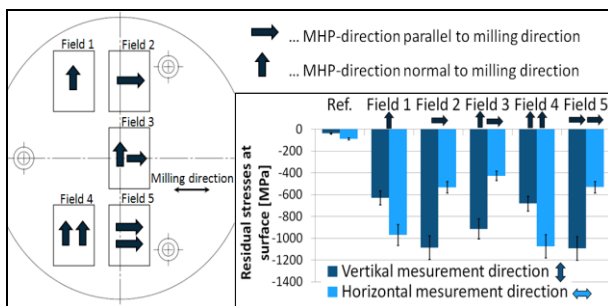 Field 1
Field 2
Field 3
Milling direction
Field 4
Field 5
... MHP-direction parallel to milling direction
... MHP-direction normal to milling direction
Ref. Field 1 Field 2 Field 3 Field 4 Field 5
Residual stresses at
surface [MPa]
0
-200
-400
-600
-800
-1000
-1200
-1400
Vertikal mesurement direction
Horizontal mesurement direction